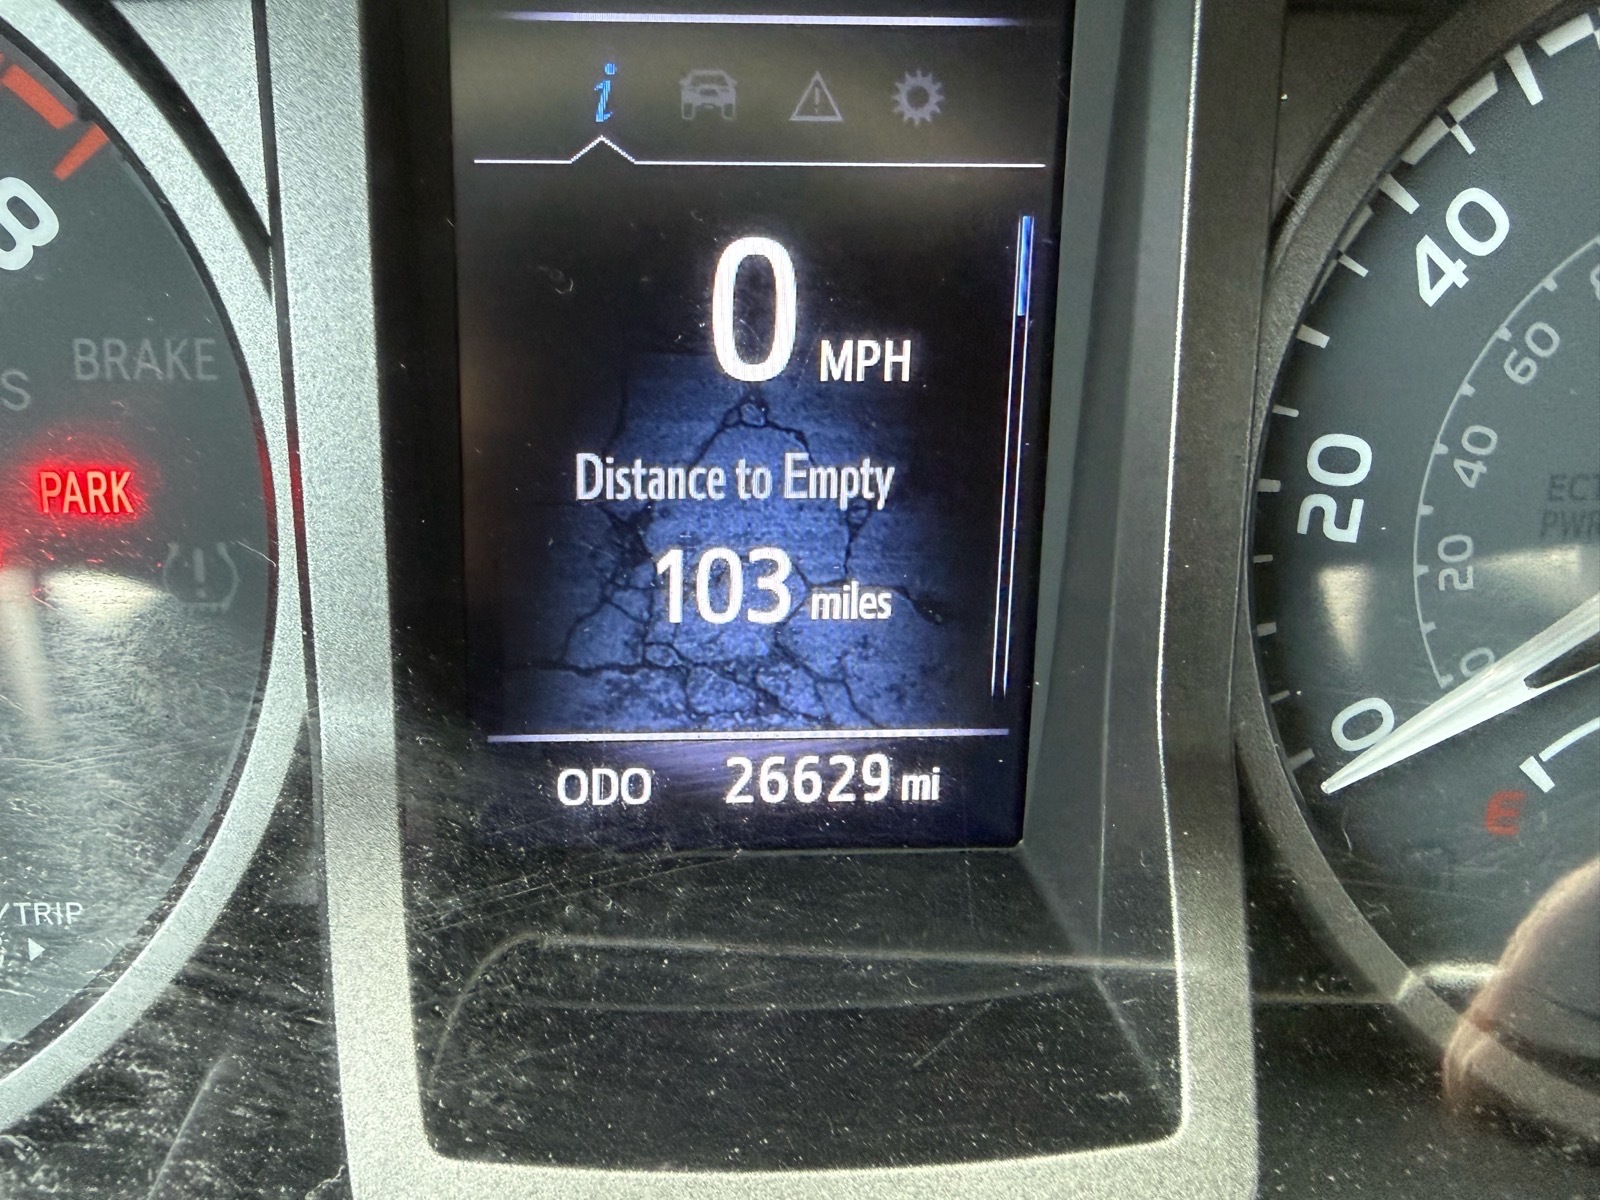 i
0 MPH
Distance to Empty
103 miles
ODO 26629 mi
8
BRAKE
S
PARK
/TRIP
40
20
0
60
40
20
0
ECT
PWR
E